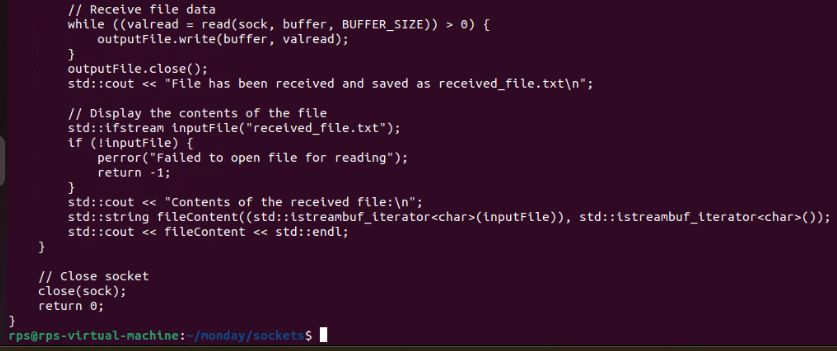 // Receive file data
while ((valread = read(sock, buffer, BUFFER_SIZE)) > 0) {
outputFile.write(buffer, valread);
}
outputFile.close();
std::cout << "File has been received and saved as received_file.txt\n";
// Display the contents of the file
std::ifstream inputFile("received_file.txt");
if (!inputFile) {
perror("Failed to open file for reading");
return -1;
}
std::cout << "Contents of the received file:\n";
std::string fileContent((std::istreambuf_iterator<char>(inputFile)), std::istreambuf_iterator<char>());
std::cout << fileContent << std::endl;
}
// Close socket
close(sock);
return 0;
}
rps@rps-virtual-machine:~/monday/sockets$